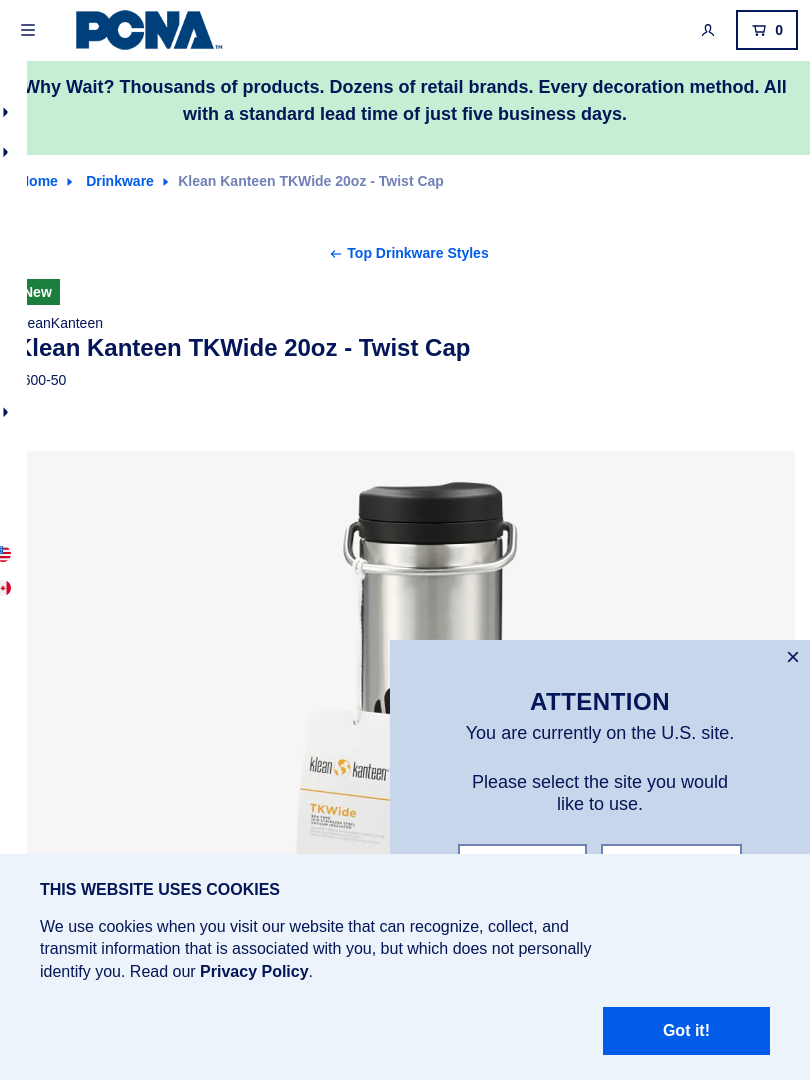 PCNA™
0
Why Wait? Thousands of products. Dozens of retail brands. Every decoration method. All
with a standard lead time of just five business days.
Drinkware
Klean Kanteen TKWide 20oz - Twist Cap
← Top Drinkware Styles
New
Klean Kanteen TKWide 20oz - Twist Cap
klean kanteen
TKWide
×
ATTENTION
You are currently on the U.S. site.
Please select the site you would
like to use.
THIS WEBSITE USES COOKIES
We use cookies when you visit our website that can recognize, collect, and
transmit information that is associated with you, but which does not personally
identify you. Read our Privacy Policy.
Got it!